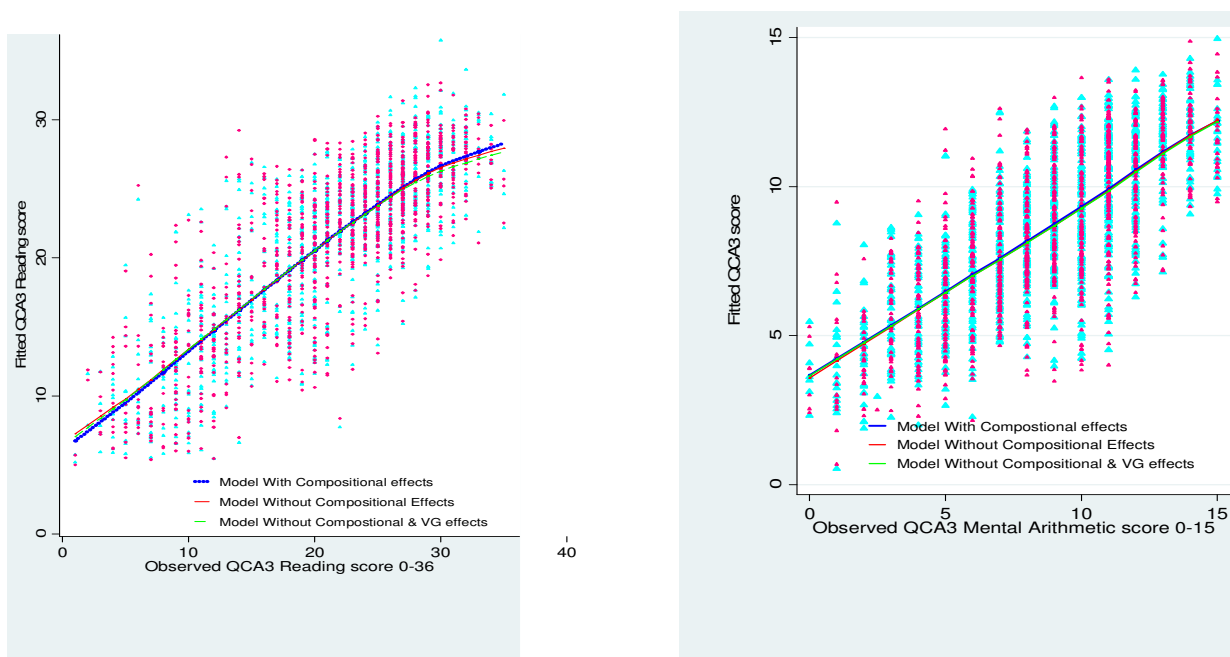 Fitted QCA3 Reading score
30
20
10
0
Model With Compositional effects
Model Without Compositional Effects
Model Without Compostional & VG effects
0 10 20 30 40
Observed QCA3 Reading score 0-36
Fitted QCA3 score
15
10
5
0
Model With Compostional effects
Model Without Compositional Effects
Model Without Compositional & VG effects
0 5 10 15
Observed QCA3 Mental Arithmetic score 0-15